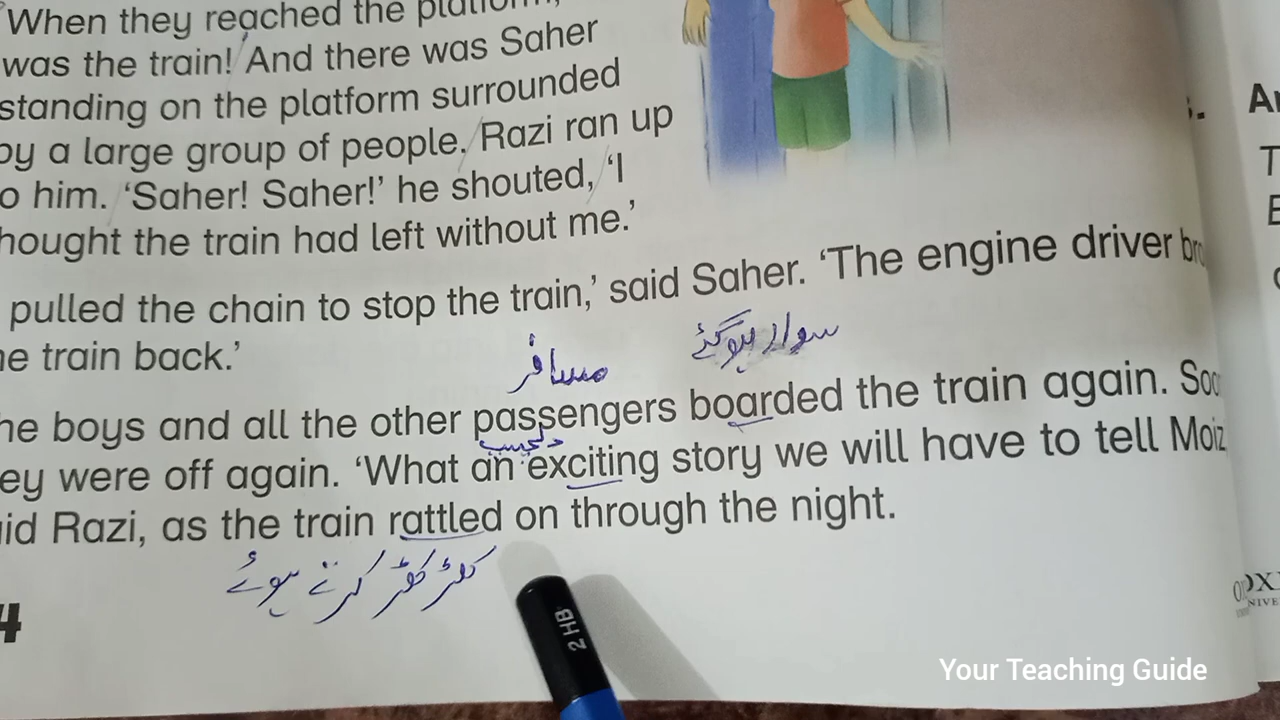 When they reached the
was the train! And there was Saher
standing on the platform surrounded
by a large group of people. Razi ran up
o him. ‘Saher! Saher!’ he shouted, ‘I
hought the train had left without me.’
pulled the chain to stop the train,’ said Saher. ‘The engine driver bro
سوار ہوگئے
he train back.’
مسافر
he boys and all the other passengers boarded the train again. Soo
دلچسپ
ey were off again. ‘What an exciting story we will have to tell Moiz
aid Razi, as the train rattled on through the night.
کھڑ کھڑ کرتے ہوئے
4
2 HB
Your Teaching Guide